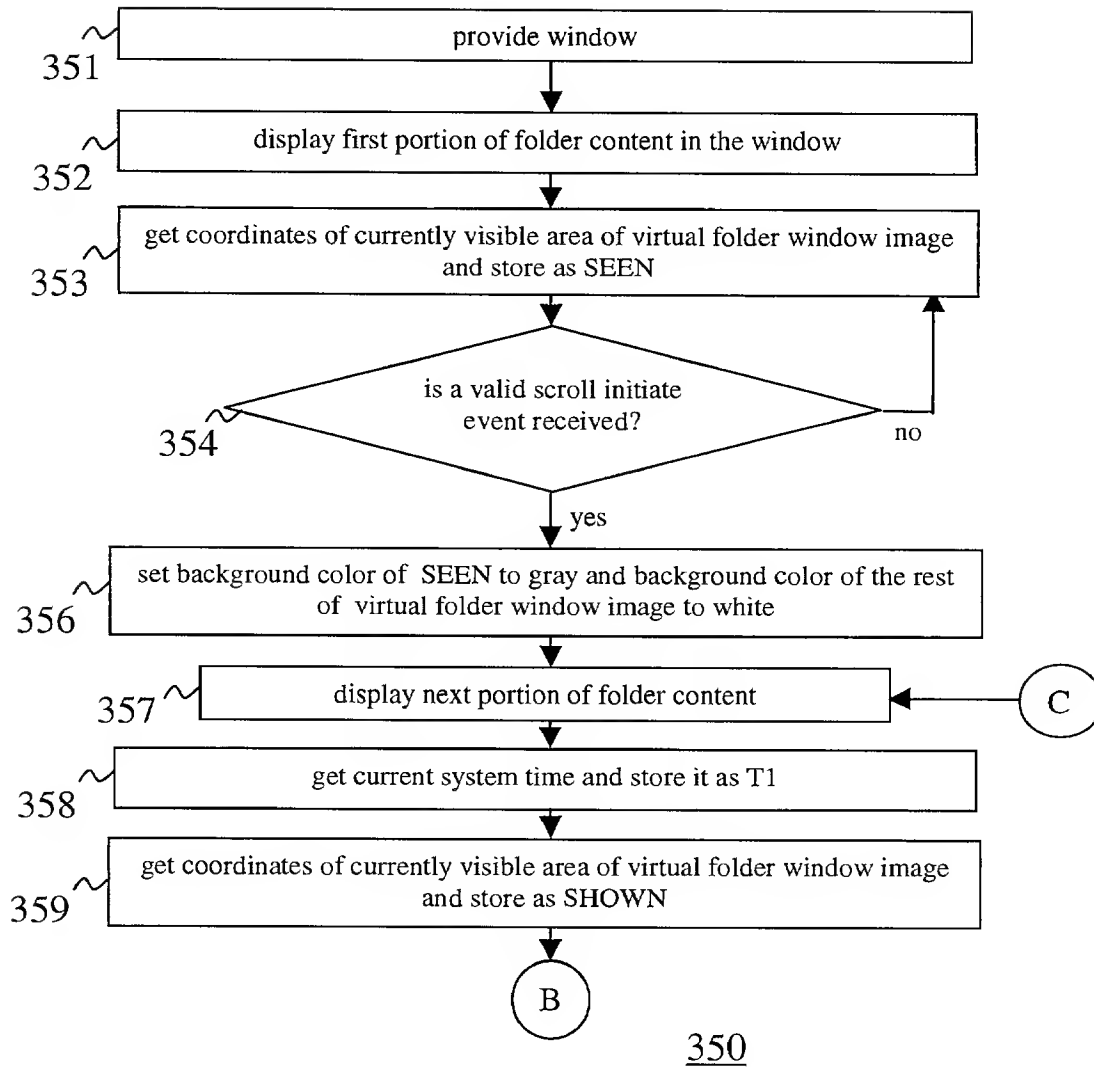 provide window
351
display first portion of folder content in the window
352
get coordinates of currently visible area of virtual folder window image
and store as SEEN
353
is a valid scroll initiate
event received?
354
no
yes
set background color of SEEN to gray and background color of the rest
of virtual folder window image to white
356
display next portion of folder content
357
C
get current system time and store it as T1
358
get coordinates of currently visible area of virtual folder window image
and store as SHOWN
359
B
350